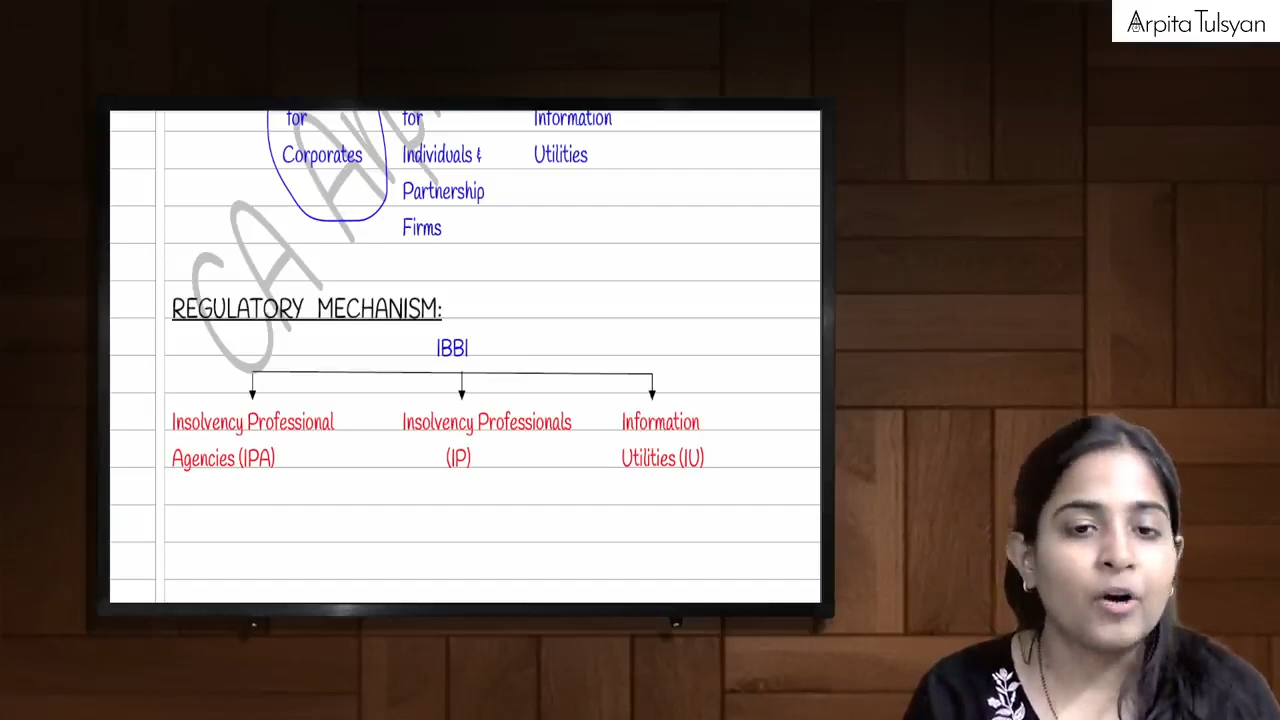 Arpita Tulsyan
for for Information
Corporates Individuals & Utilities
Partnership
Firms
CA
REGULATORY MECHANISM:
IBBI
Insolvency Professional Insolvency Professionals Information
Agencies (IPA) (IP) Utilities (IU)